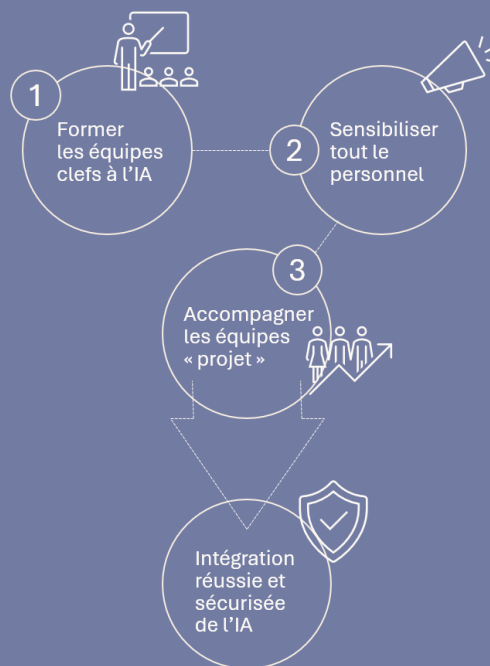 1
Former
les équipes
clefs à l’IA
2
Sensibiliser
tout le
personnel
3
Accompagner
les équipes
« projet »
Intégration
réussie et
sécurisée
de l’IA